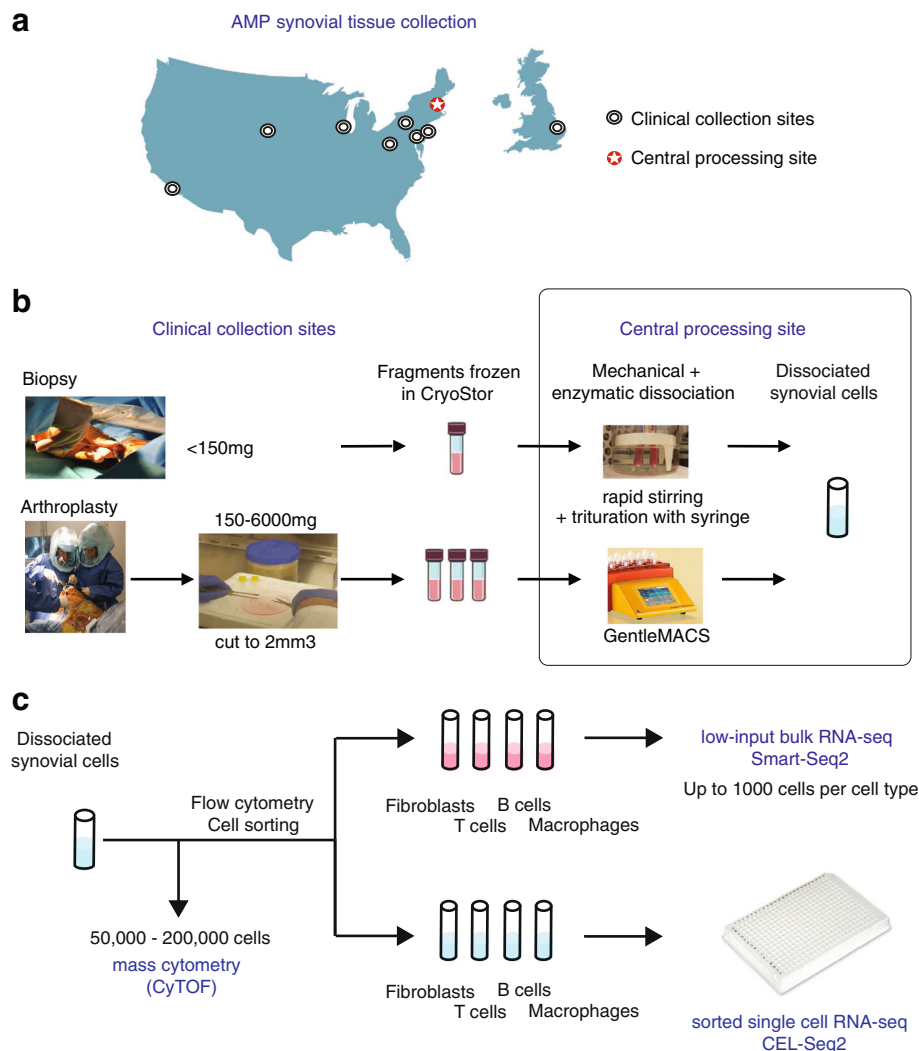 a
AMP synovial tissue collection
Clinical collection sites
Central processing site
b
Clinical collection sites
Central processing site
Biopsy
<150mg
Fragments frozen
in CryoStor
Mechanical +
enzymatic dissociation
Dissociated
synovial cells
rapid stirring
+ trituration with syringe
Arthroplasty
150-6000mg
cut to 2mm3
GentleMACS
c
Dissociated
synovial cells
Flow cytometry
Cell sorting
50,000 - 200,000 cells
mass cytometry
(CyTOF)
Fibroblasts B cells
T cells Macrophages
low-input bulk RNA-seq
Smart-Seq2
Up to 1000 cells per cell type
Fibroblasts B cells
T cells Macrophages
sorted single cell RNA-seq
CEL-Seq2